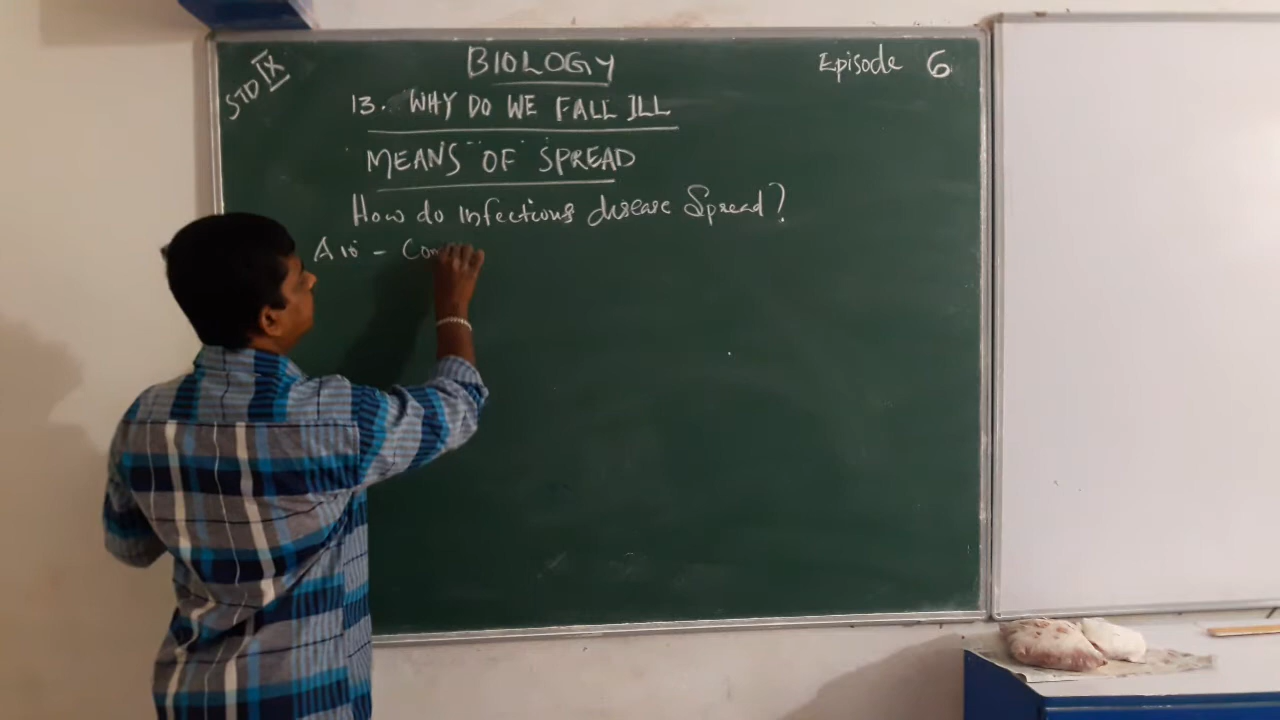 STD IX
BIOLOGY
Episode 6
13. WHY DO WE FALL ILL
MEANS OF SPREAD
How do infectious disease Spread?
Air - Com